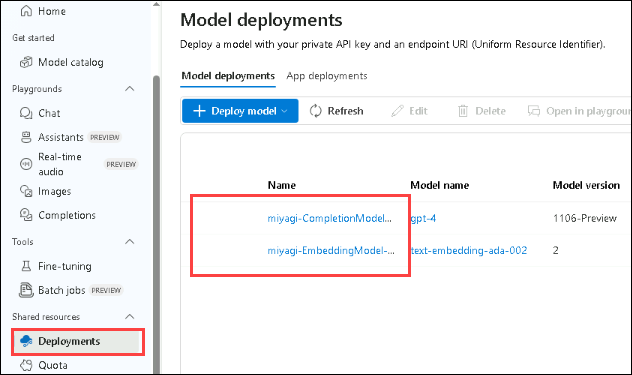 Home
Get started
Model catalog
Playgrounds
Chat
Assistants PREVIEW
Real-time audio PREVIEW
Images
Completions
Tools
Fine-tuning
Batch jobs PREVIEW
Shared resources
Deployments
Quota
Model deployments
Deploy a model with your private API key and an endpoint URI (Uniform Resource Identifier).
Model deployments App deployments
+ Deploy model Refresh Edit Delete Open in playgroun
Name Model name Model version
miyagi-CompletionModel... gpt-4 1106-Preview
miyagi-EmbeddingModel-... text-embedding-ada-002 2